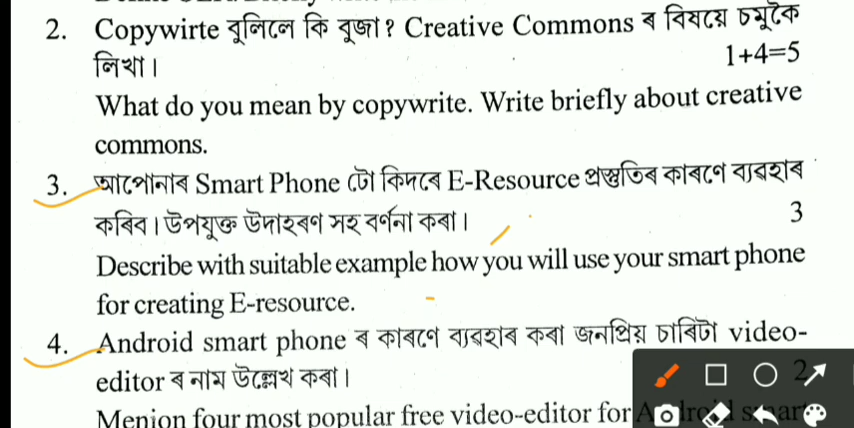 2. Copywirte বুলিলে কি বুজা? Creative Commons ৰ বিষয়ে চমুকৈ
লিখা। 1+4=5
What do you mean by copywrite. Write briefly about creative
commons.
3. আপোনাৰ Smart Phone টো কিদৰে E-Resource প্ৰস্তুতিৰ কাৰণে ব্যৱহাৰ
কৰিব। উপযুক্ত উদাহৰণ সহ বৰ্ণনা কৰা। 3
Describe with suitable example how you will use your smart phone
for creating E-resource.
4. Android smart phone ৰ কাৰণে ব্যৱহাৰ কৰা জনপ্ৰিয় চাৰিটা video-
editor ৰ নাম উল্লেখ কৰা। 2
Menion four most popular free video-editor for